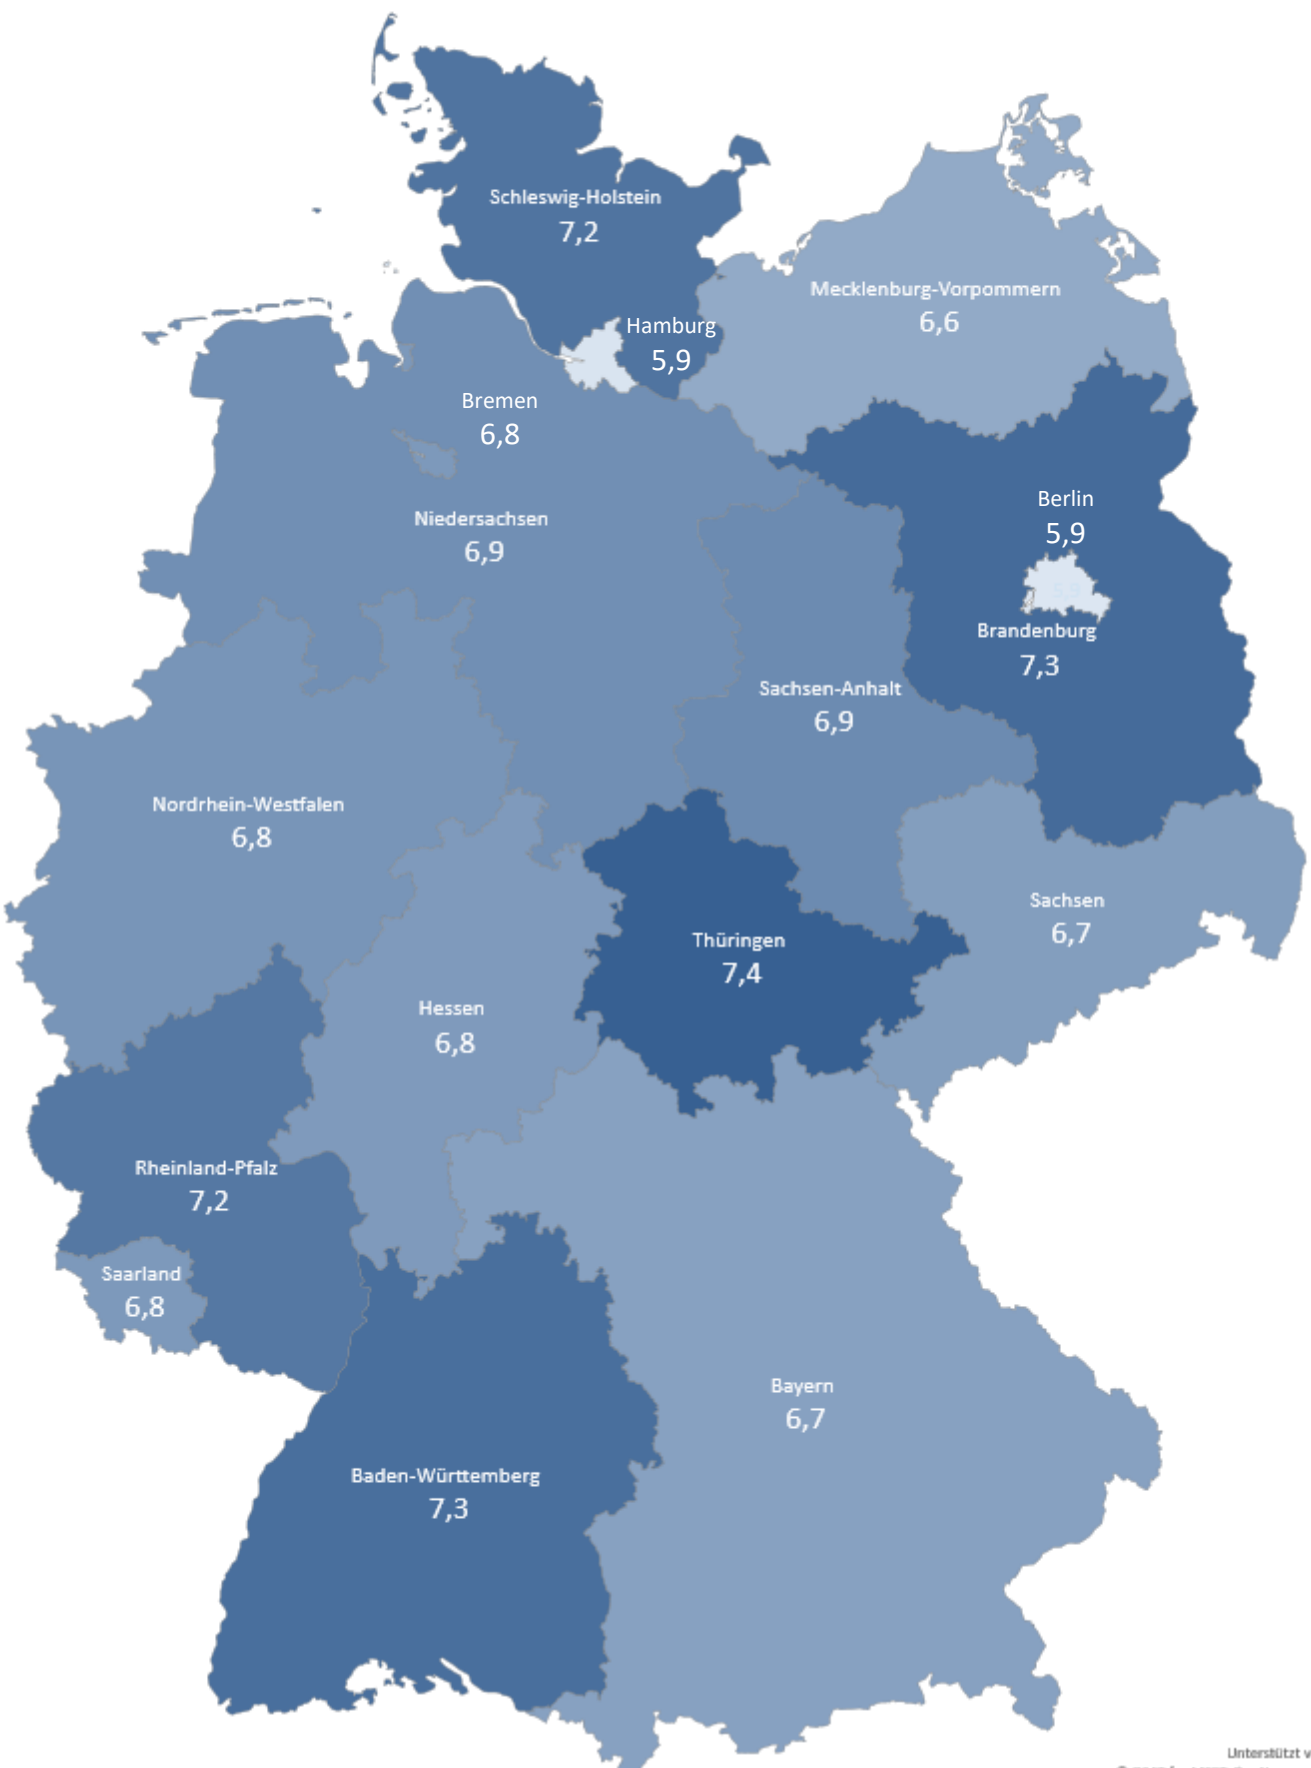 Schleswig-Holstein
7,2
Mecklenburg-Vorpommern
6,6
Hamburg
5,9
Bremen
6,8
Berlin
5,9
Niedersachsen
6,9
Brandenburg
7,3
Sachsen-Anhalt
6,9
Nordrhein-Westfalen
6,8
Sachsen
6,7
Thüringen
7,4
Hessen
6,8
Rheinland-Pfalz
7,2
Saarland
6,8
Bayern
6,7
Baden-Württemberg
7,3
Unterstützt v